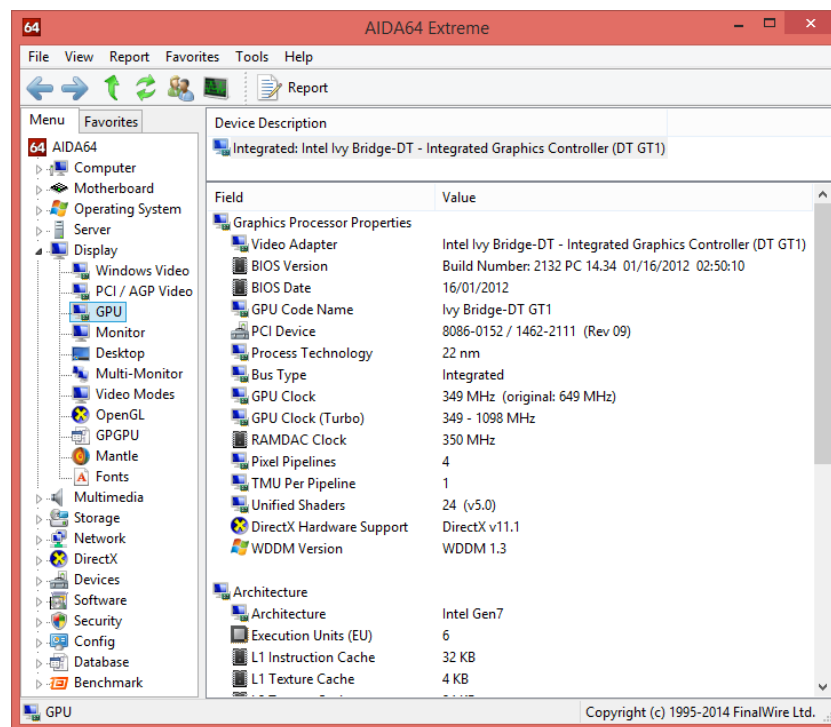 64 AIDA64 Extreme
File View Report Favorites Tools Help
Report
Menu Favorites
64 AIDA64
Computer
Motherboard
Operating System
Server
Display
Windows Video
PCI / AGP Video
GPU
Monitor
Desktop
Multi-Monitor
Video Modes
OpenGL
GPGPU
Mantle
Fonts
Multimedia
Storage
Network
DirectX
Devices
Software
Security
Config
Database
Benchmark
Device Description
Integrated: Intel Ivy Bridge-DT - Integrated Graphics Controller (DT GT1)
Field Value
Graphics Processor Properties
Video Adapter Intel Ivy Bridge-DT - Integrated Graphics Controller (DT GT1)
BIOS Version Build Number: 2132 PC 14.34 01/16/2012 02:50:10
BIOS Date 16/01/2012
GPU Code Name Ivy Bridge-DT GT1
PCI Device 8086-0152 / 1462-2111 (Rev 09)
Process Technology 22 nm
Bus Type Integrated
GPU Clock 349 MHz (original: 649 MHz)
GPU Clock (Turbo) 349 - 1098 MHz
RAMDAC Clock 350 MHz
Pixel Pipelines 4
TMU Per Pipeline 1
Unified Shaders 24 (v5.0)
DirectX Hardware Support DirectX v11.1
WDDM Version WDDM 1.3
Architecture
Architecture Intel Gen7
Execution Units (EU) 6
L1 Instruction Cache 32 KB
L1 Texture Cache 4 KB
GPU
Copyright (c) 1995-2014 FinalWire Ltd.